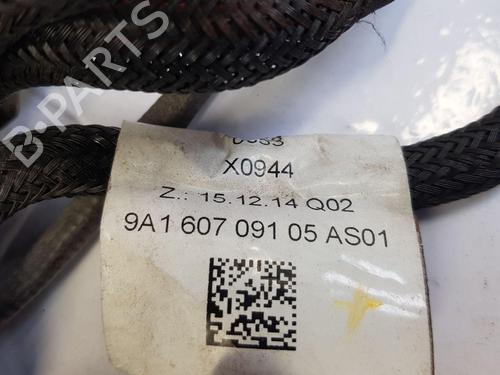 B-PARTS
X0944
Z.: 15.12.14 Q02
9A1 607 091 05 AS01